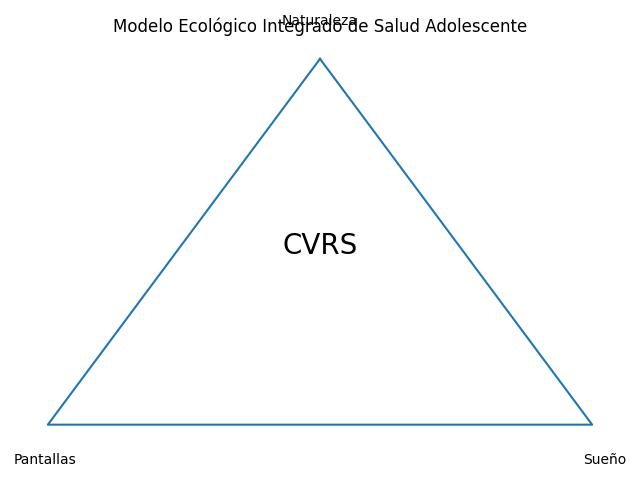 Naturaleza
Modelo Ecológico Integrado de Salud Adolescente
CVRS
Pantallas
Sueño